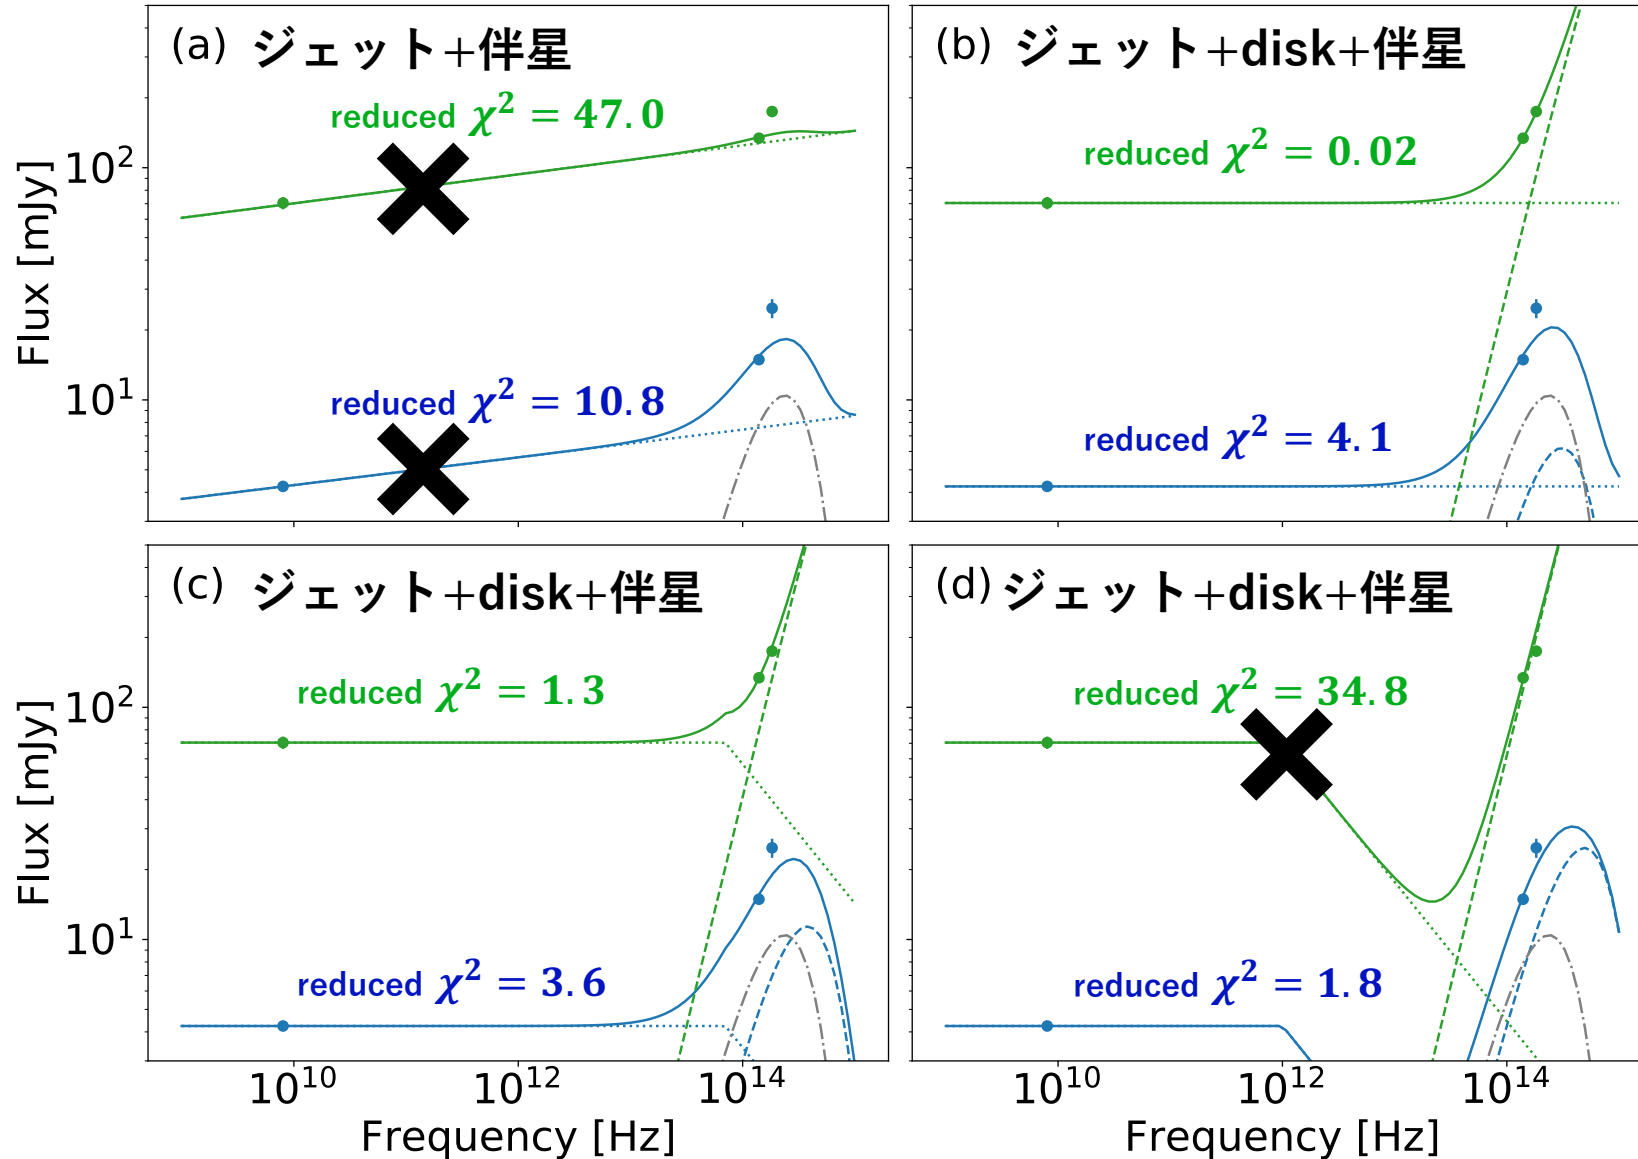 (a) ジェット+伴星
reduced χ² = 47.0
reduced χ² = 10.8
Flux [mJy]
10²
10¹
(b) ジェット+disk+伴星
reduced χ² = 0.02
reduced χ² = 4.1
(c) ジェット+disk+伴星
reduced χ² = 1.3
reduced χ² = 3.6
Flux [mJy]
10²
10¹
10¹⁰ 10¹² 10¹⁴
Frequency [Hz]
(d) ジェット+disk+伴星
reduced χ² = 34.8
reduced χ² = 1.8
10¹⁰ 10¹² 10¹⁴
Frequency [Hz]